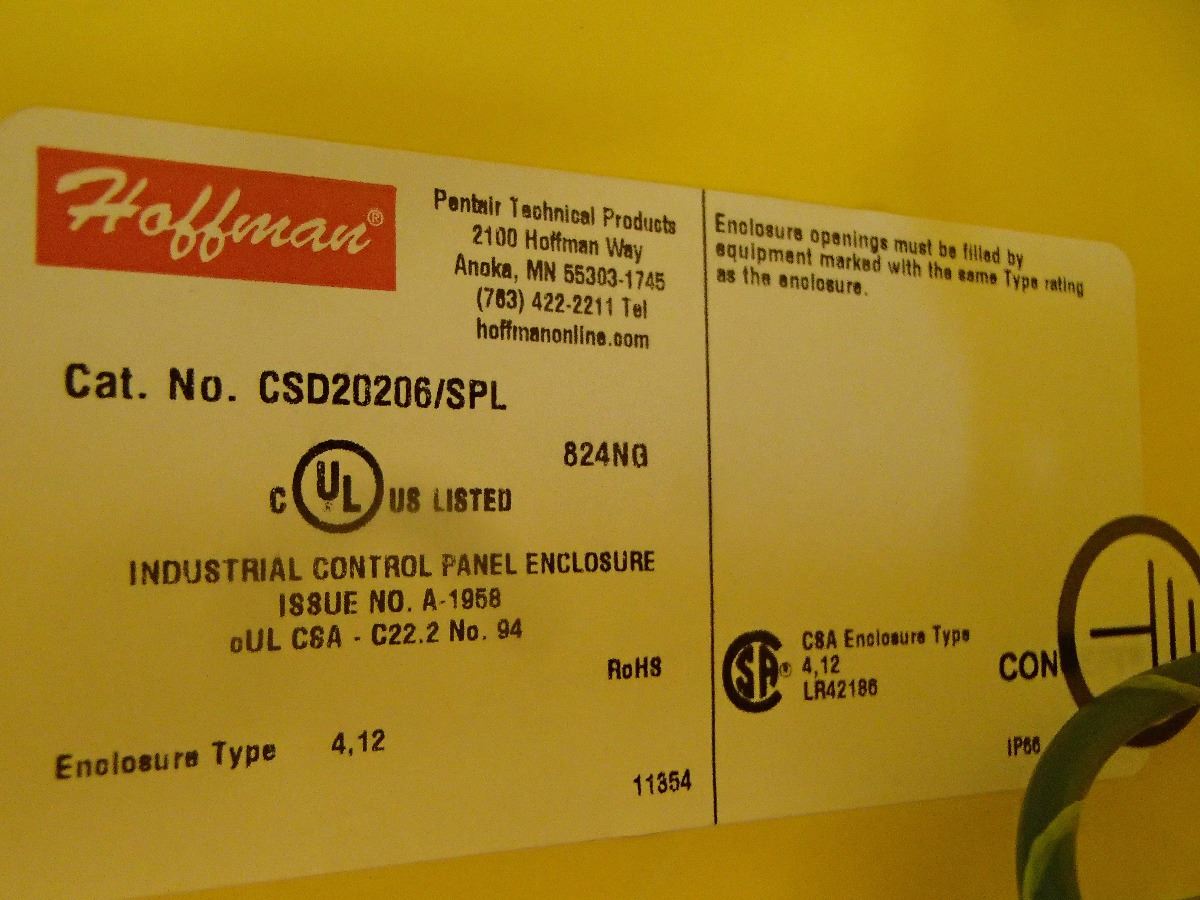 Hoffman®
Pentair Technical Products
2100 Hoffman Way
Anoka, MN 55303-1745
(763) 422-2211 Tel
hoffmanonline.com
Cat. No. CSD20206/SPL
824NG
C UL US LISTED
INDUSTRIAL CONTROL PANEL ENCLOSURE
ISSUE NO. A-1958
cUL CSA - C22.2 No. 94
RoHS
Enclosure Type 4,12
11354
Enclosure openings must be filled by
equipment marked with the same Type rating
as the enclosure.
CSA® CSA Enclosure Type
4,12
LR42186
CON
IP66